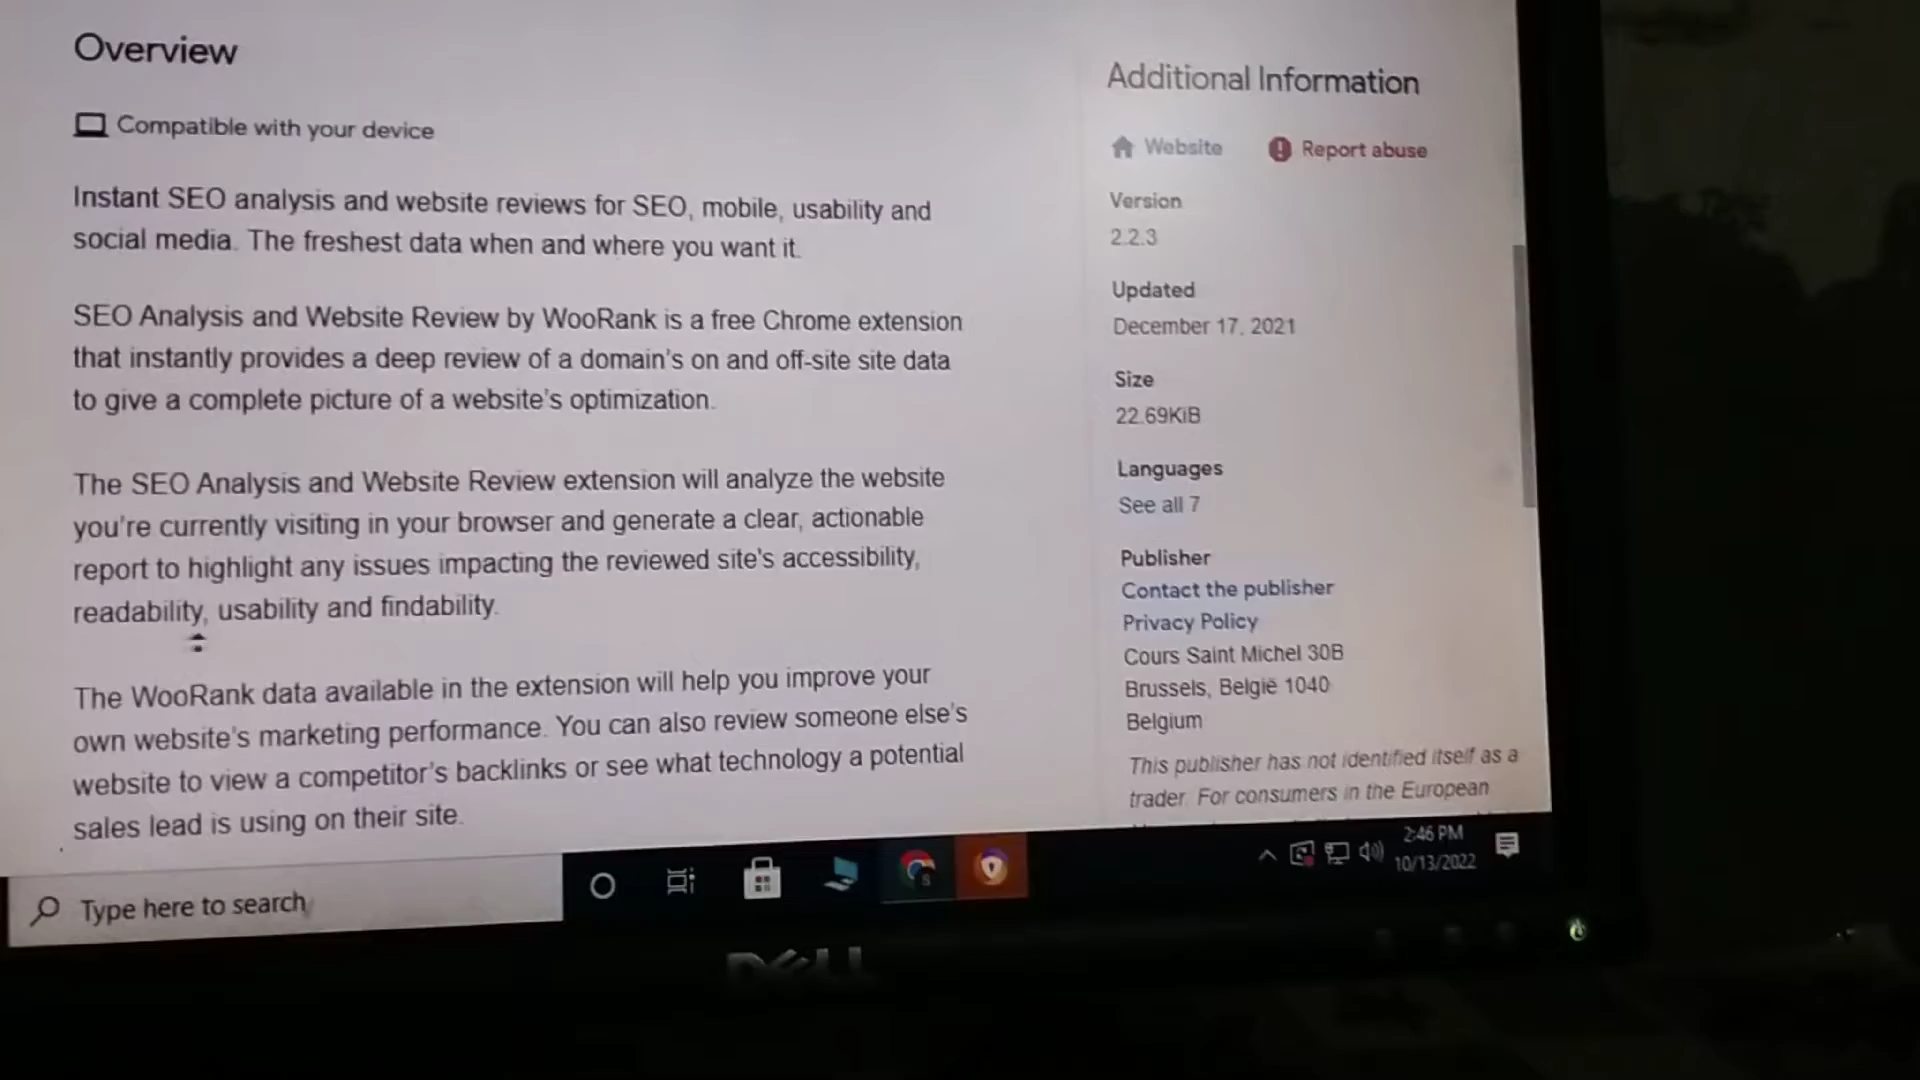 Overview
Compatible with your device
Instant SEO analysis and website reviews for SEO, mobile, usability and
social media. The freshest data when and where you want it.
SEO Analysis and Website Review by WooRank is a free Chrome extension
that instantly provides a deep review of a domain's on and off-site site data
to give a complete picture of a website's optimization.
The SEO Analysis and Website Review extension will analyze the website
you're currently visiting in your browser and generate a clear, actionable
report to highlight any issues impacting the reviewed site's accessibility,
readability, usability and findability.
The WooRank data available in the extension will help you improve your
own website's marketing performance. You can also review someone else's
website to view a competitor's backlinks or see what technology a potential
sales lead is using on their site.
Additional Information
Website
Report abuse
Version
2.2.3
Updated
December 17, 2021
Size
22.69KiB
Languages
See all 7
Publisher
Contact the publisher
Privacy Policy
Cours Saint Michel 30B
Brussels, België 1040
Belgium
This publisher has not identified itself as a
trader. For consumers in the European
Type here to search
2:46 PM
10/13/2022
DELL